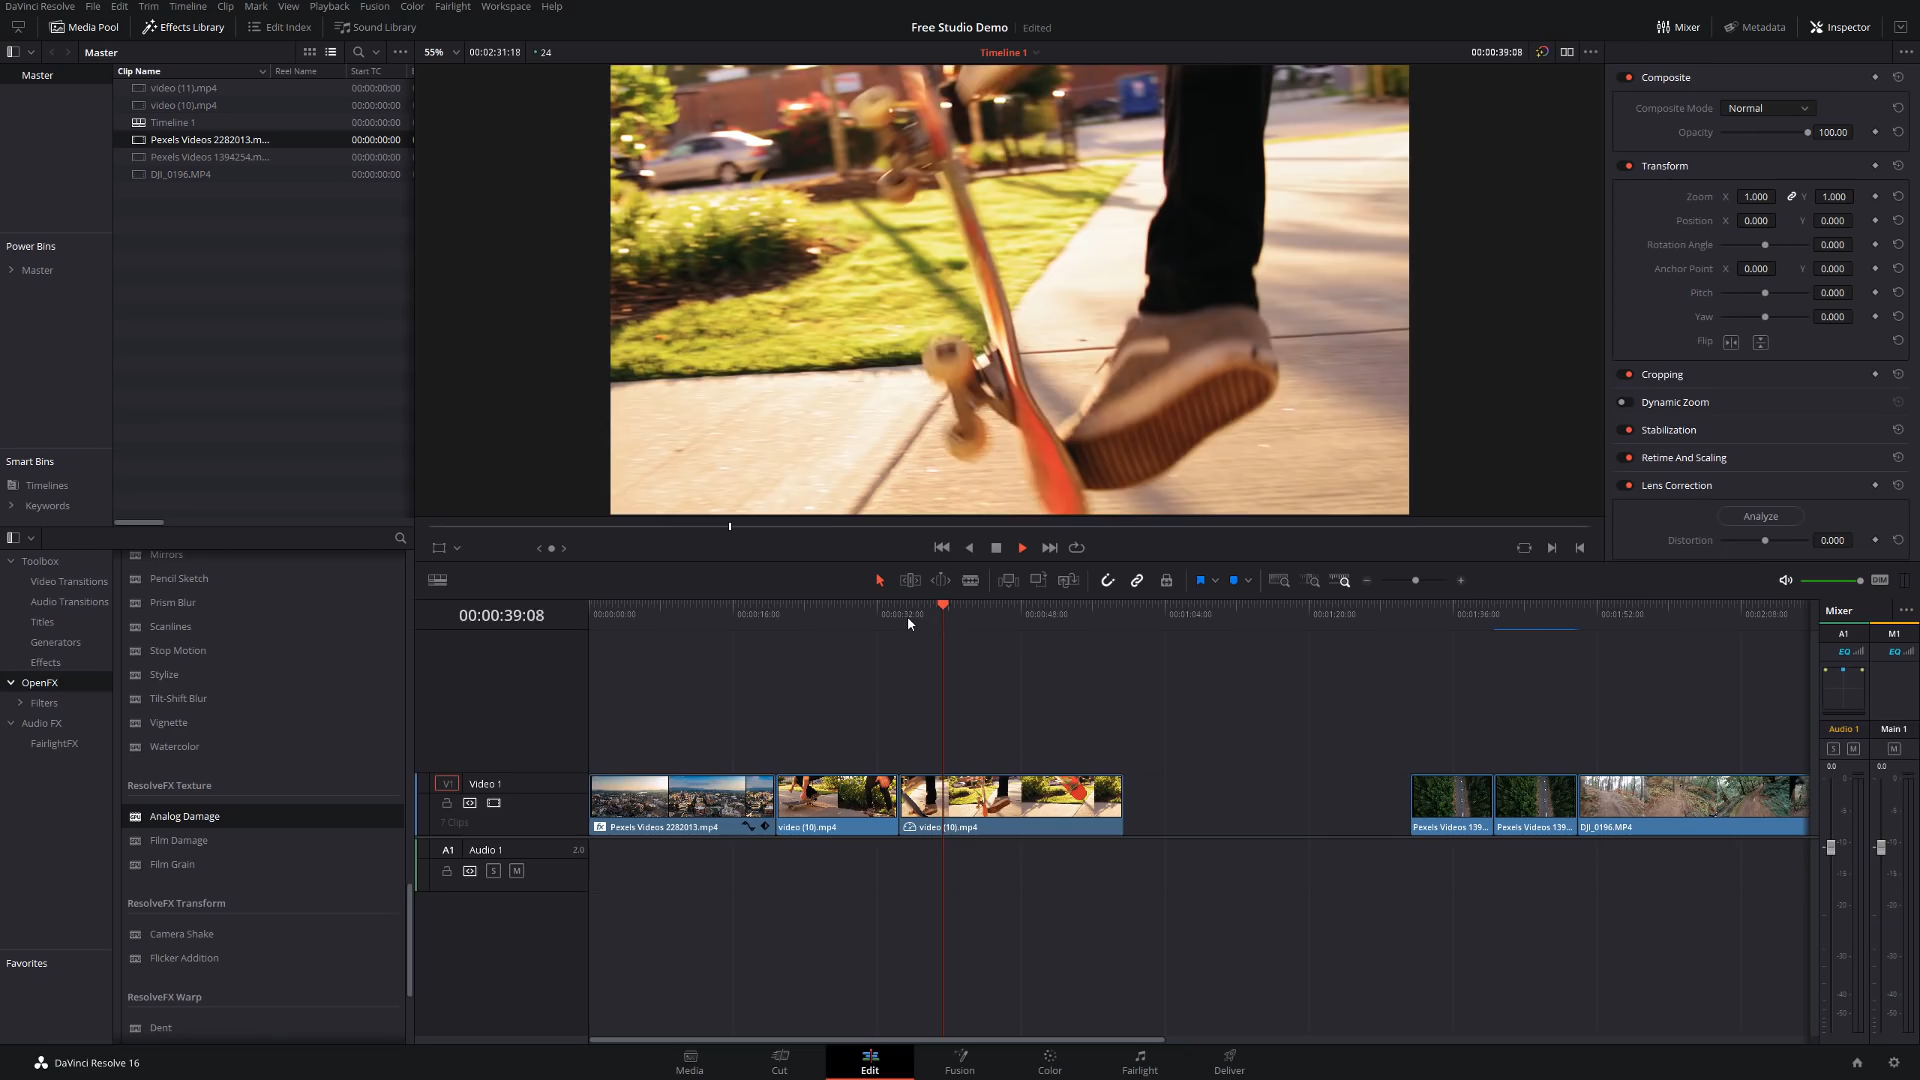 DaVinci Resolve File Edit Trim Timeline Clip Mark View Playback Fusion Color Fairlight Workspace Help
Media Pool Effects Library Edit Index Sound Library Free Studio Demo Edited Mixer Metadata Inspector
Master 55% 00:02:31:18 24 Timeline 1 00:00:39:08
Master
Clip Name Reel Name Start TC
video (11).mp4 00:00:00:00
video (10).mp4 00:00:00:00
Timeline 1 00:00:00:00
Pexels Videos 2282013.m... 00:00:00:00
Pexels Videos 1394254.m... 00:00:00:00
DJI_0196.MP4 00:00:00:00
Power Bins
Master
Smart Bins
Timelines
Keywords
Composite
Composite Mode Normal
Opacity 100.00
Transform
Zoom X 1.000 Y 1.000
Position X 0.000 Y 0.000
Rotation Angle 0.000
Anchor Point X 0.000 Y 0.000
Pitch 0.000
Yaw 0.000
Flip
Cropping
Dynamic Zoom
Stabilization
Retime And Scaling
Lens Correction
Analyze
Distortion 0.000
Toolbox
Video Transitions
Audio Transitions
Titles
Generators
Effects
OpenFX
Filters
Audio FX
FairlightFX
Favorites
Mirrors
Pencil Sketch
Prism Blur
Scanlines
Stop Motion
Stylize
Tilt-Shift Blur
Vignette
Watercolor
ResolveFX Texture
Analog Damage
Film Damage
Film Grain
ResolveFX Transform
Camera Shake
Flicker Addition
ResolveFX Warp
Dent
DIM
00:00:39:08 00:00:00:00 00:00:16:00 00:00:32:00 00:00:48:00 00:01:04:00 00:01:20:00 00:01:36:00 00:01:52:00 00:02:08:00
V1 Video 1
7 Clips
Pexels Videos 2282013.mp4 video (10).mp4 video (10).mp4 Pexels Videos 139... Pexels Videos 139... DJI_0196.MP4
A1 Audio 1 2.0
S M
Mixer
A1 M1
EQ EQ
Audio 1 Main 1
S M M
0.0 0.0
DaVinci Resolve 16 Media Cut Edit Fusion Color Fairlight Deliver